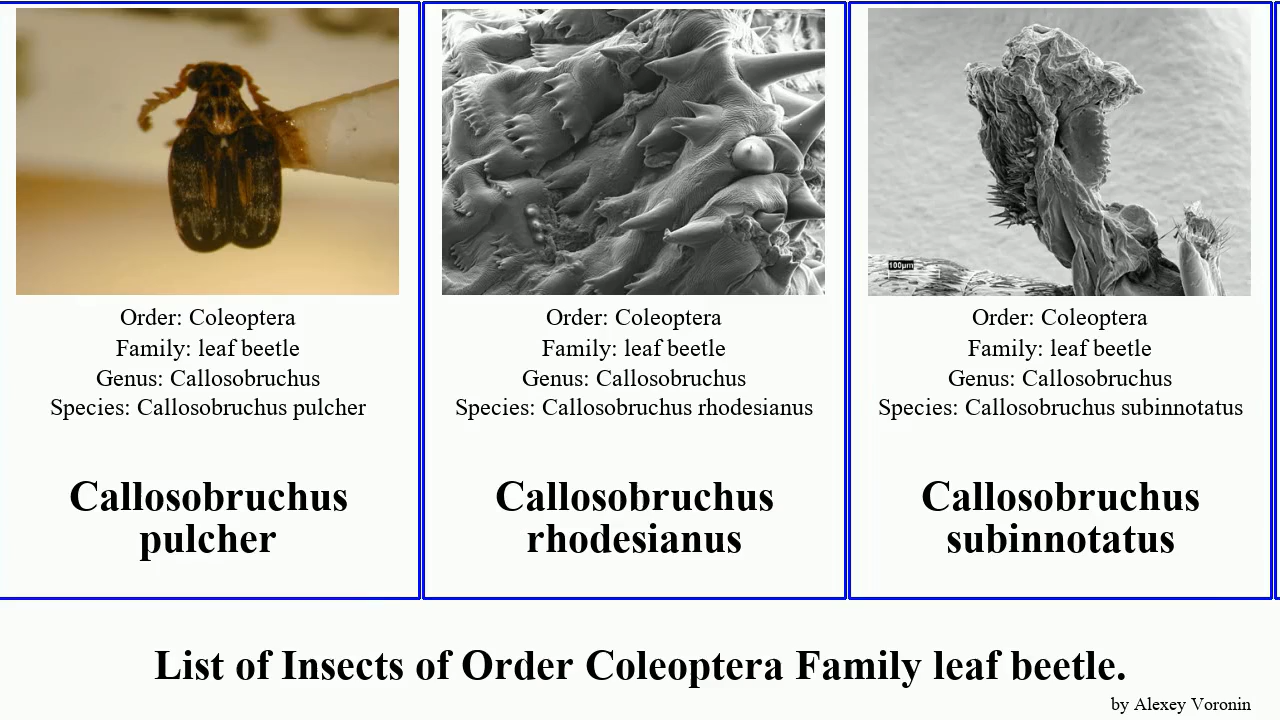 100µm
Order: Coleoptera
Family: leaf beetle
Genus: Callosobruchus
Species: Callosobruchus pulcher
Callosobruchus
pulcher
Order: Coleoptera
Family: leaf beetle
Genus: Callosobruchus
Species: Callosobruchus rhodesianus
Callosobruchus
rhodesianus
Order: Coleoptera
Family: leaf beetle
Genus: Callosobruchus
Species: Callosobruchus subinnotatus
Callosobruchus
subinnotatus
List of Insects of Order Coleoptera Family leaf beetle.
by Alexey Voronin